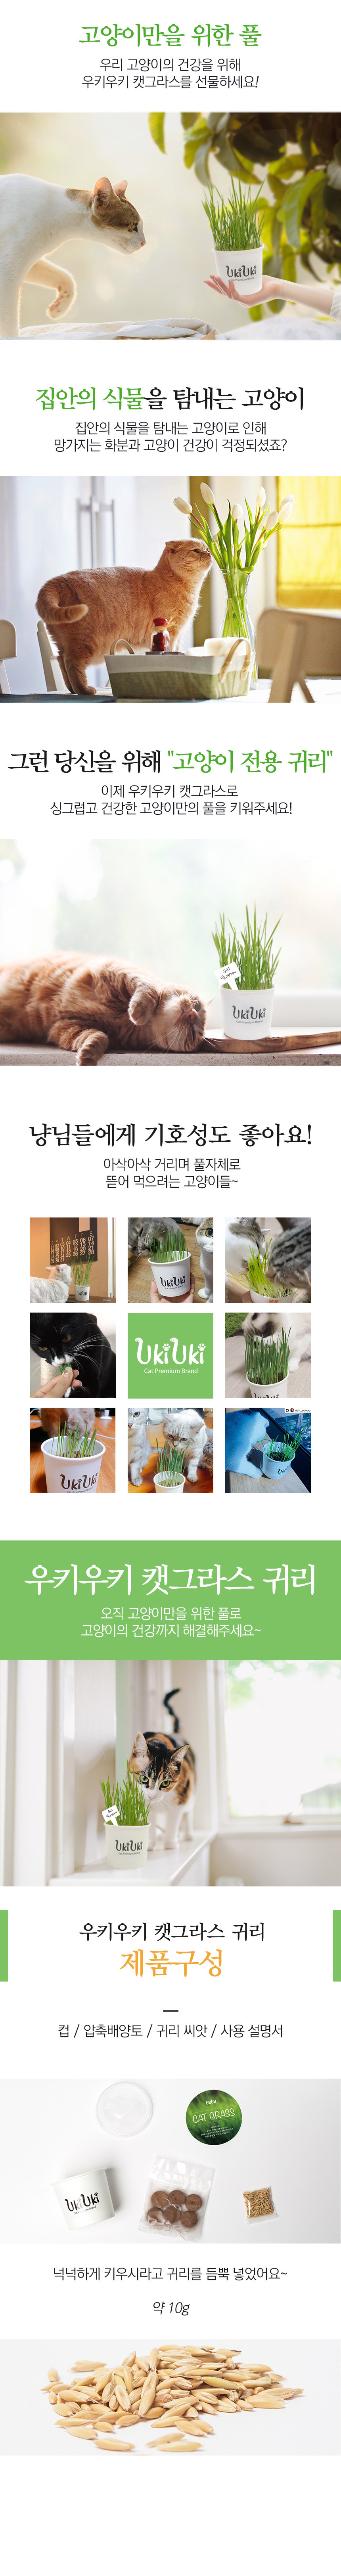 고양이만을 위한 풀
우리 고양이의 건강을 위해
우키우키 캣그라스를 선물하세요!
UkiUki
집안의 식물을 탐내는 고양이
집안의 식물을 탐내는 고양이로 인해
망가지는 화분과 고양이 건강이 걱정되셨죠?
그런 당신을 위해 "고양이 전용 귀리"
이제 우키우키 캣그라스로
싱그럽고 건강한 고양이만의 풀을 키워주세요!
UkiUki
Cat Premium Brand
냥님들에게 기호성도 좋아요!
아삭아삭 거리며 풀자체로
뜯어 먹으려는 고양이들~
UkiUki
UkiUki
Cat Premium Brand
UkiUki
UkiUki
우키우키 캣그라스 귀리
오직 고양이만을 위한 풀로
고양이의 건강까지 해결해주세요~
UkiUki
우키우키 캣그라스 귀리
제품구성
컵 / 압축배양토 / 귀리 씨앗 / 사용 설명서
CAT GRASS
UkiUki
넉넉하게 키우시라고 귀리를 듬뿍 넣었어요~
약 10g